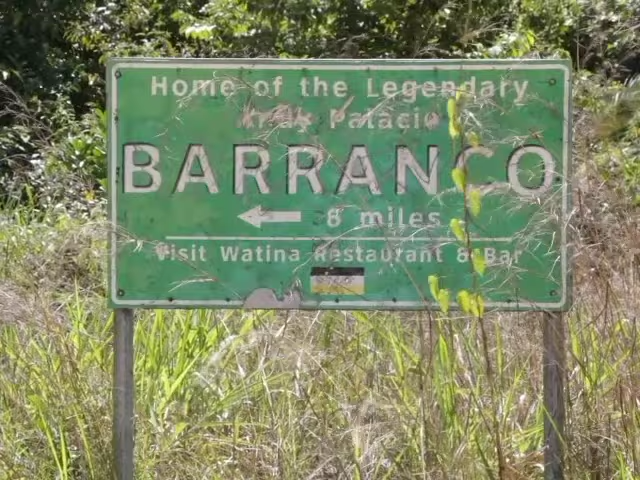 Home of the Legendary
Palacio
BARRANCO
8 miles
Visit Watina Restaurant & Bar